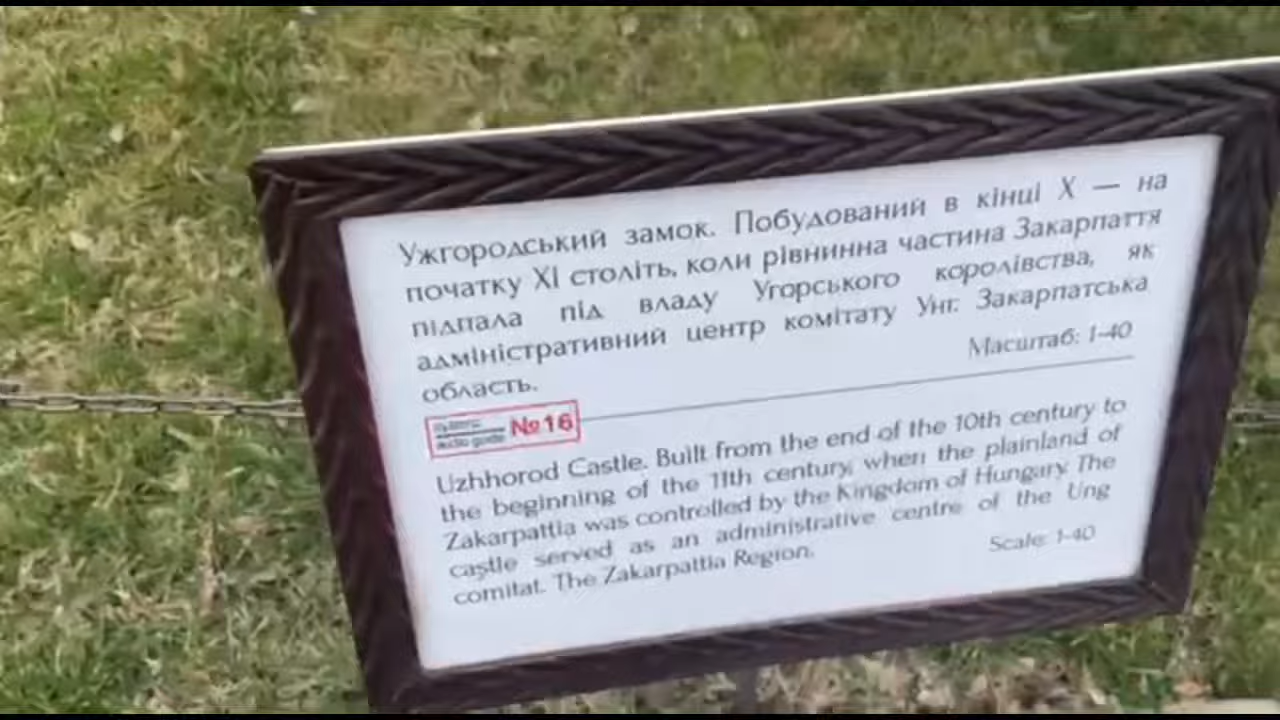 Ужгородський замок. Побудований в кінці X — на
початку XI століть, коли рівнинна частина Закарпаття
підпала під владу Угорського королівства, як
адміністративний центр комітату Унг. Закарпатська
область.
Масштаб: 1-40
audio guide №16
Uzhhorod Castle. Built from the end of the 10th century to
the beginning of the 11th century, when the plainland of
Zakarpattia was controlled by the Kingdom of Hungary. The
castle served as an administrative centre of the Ung
comitat. The Zakarpattia Region.
Scale: 1-40